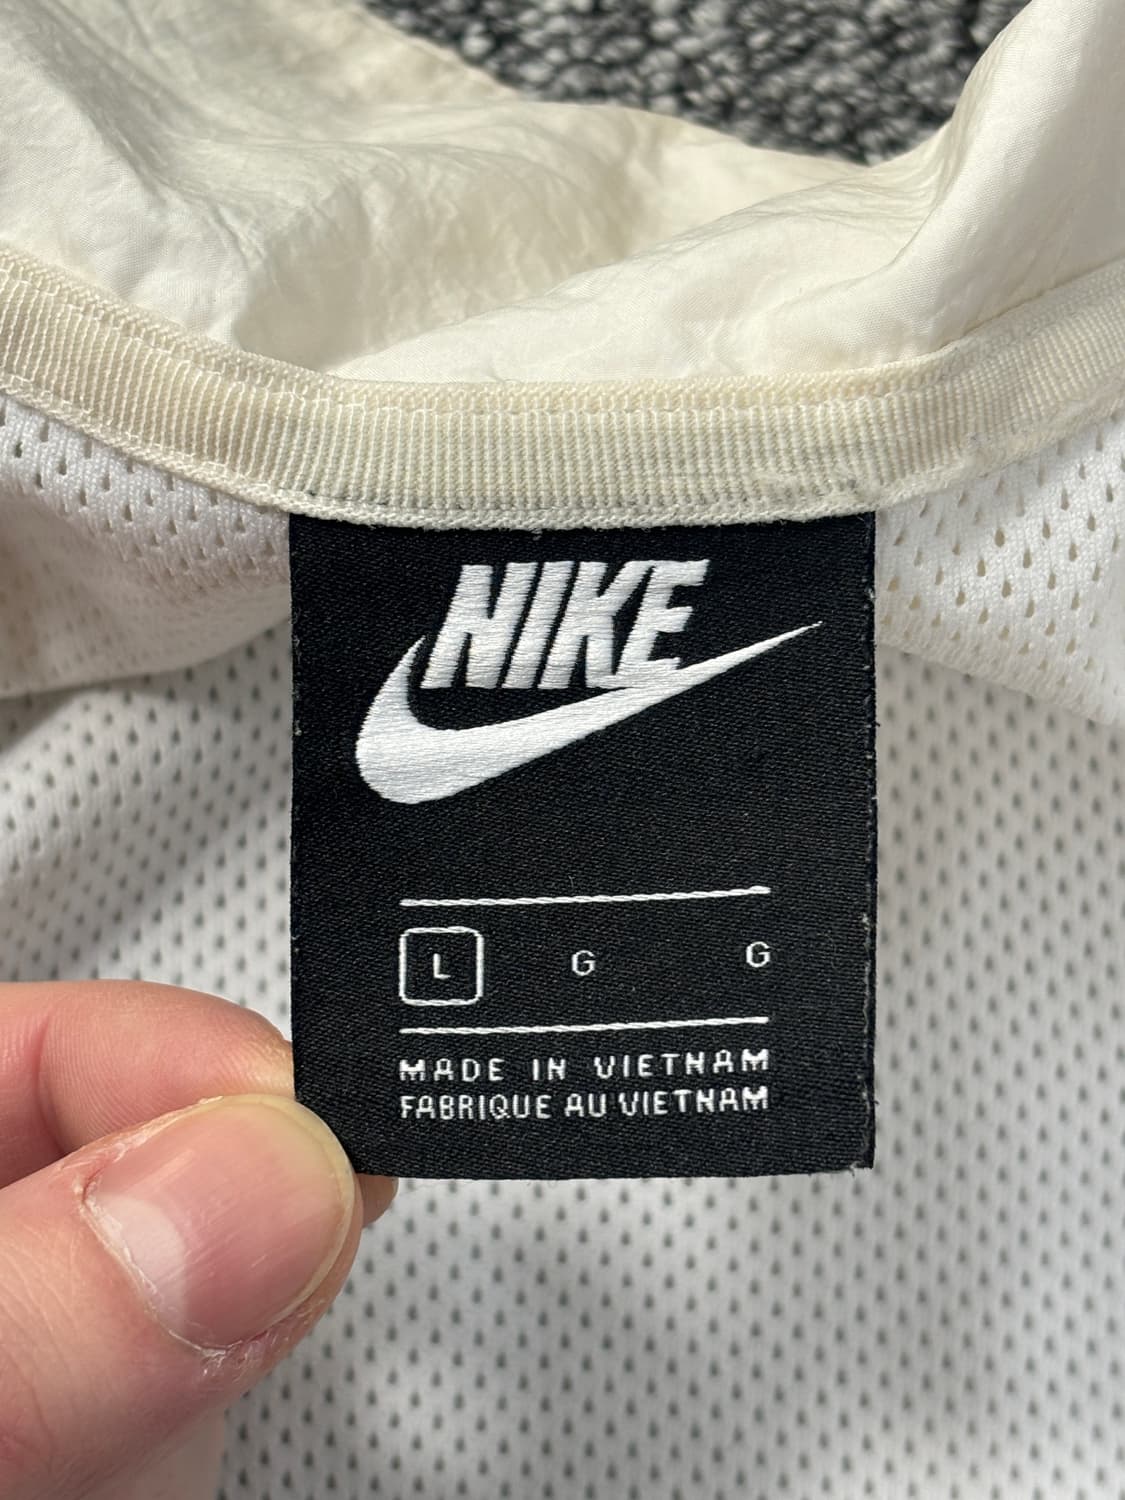 NIKE
L G G
MADE IN VIETNAM
FABRIQUE AU VIETNAM